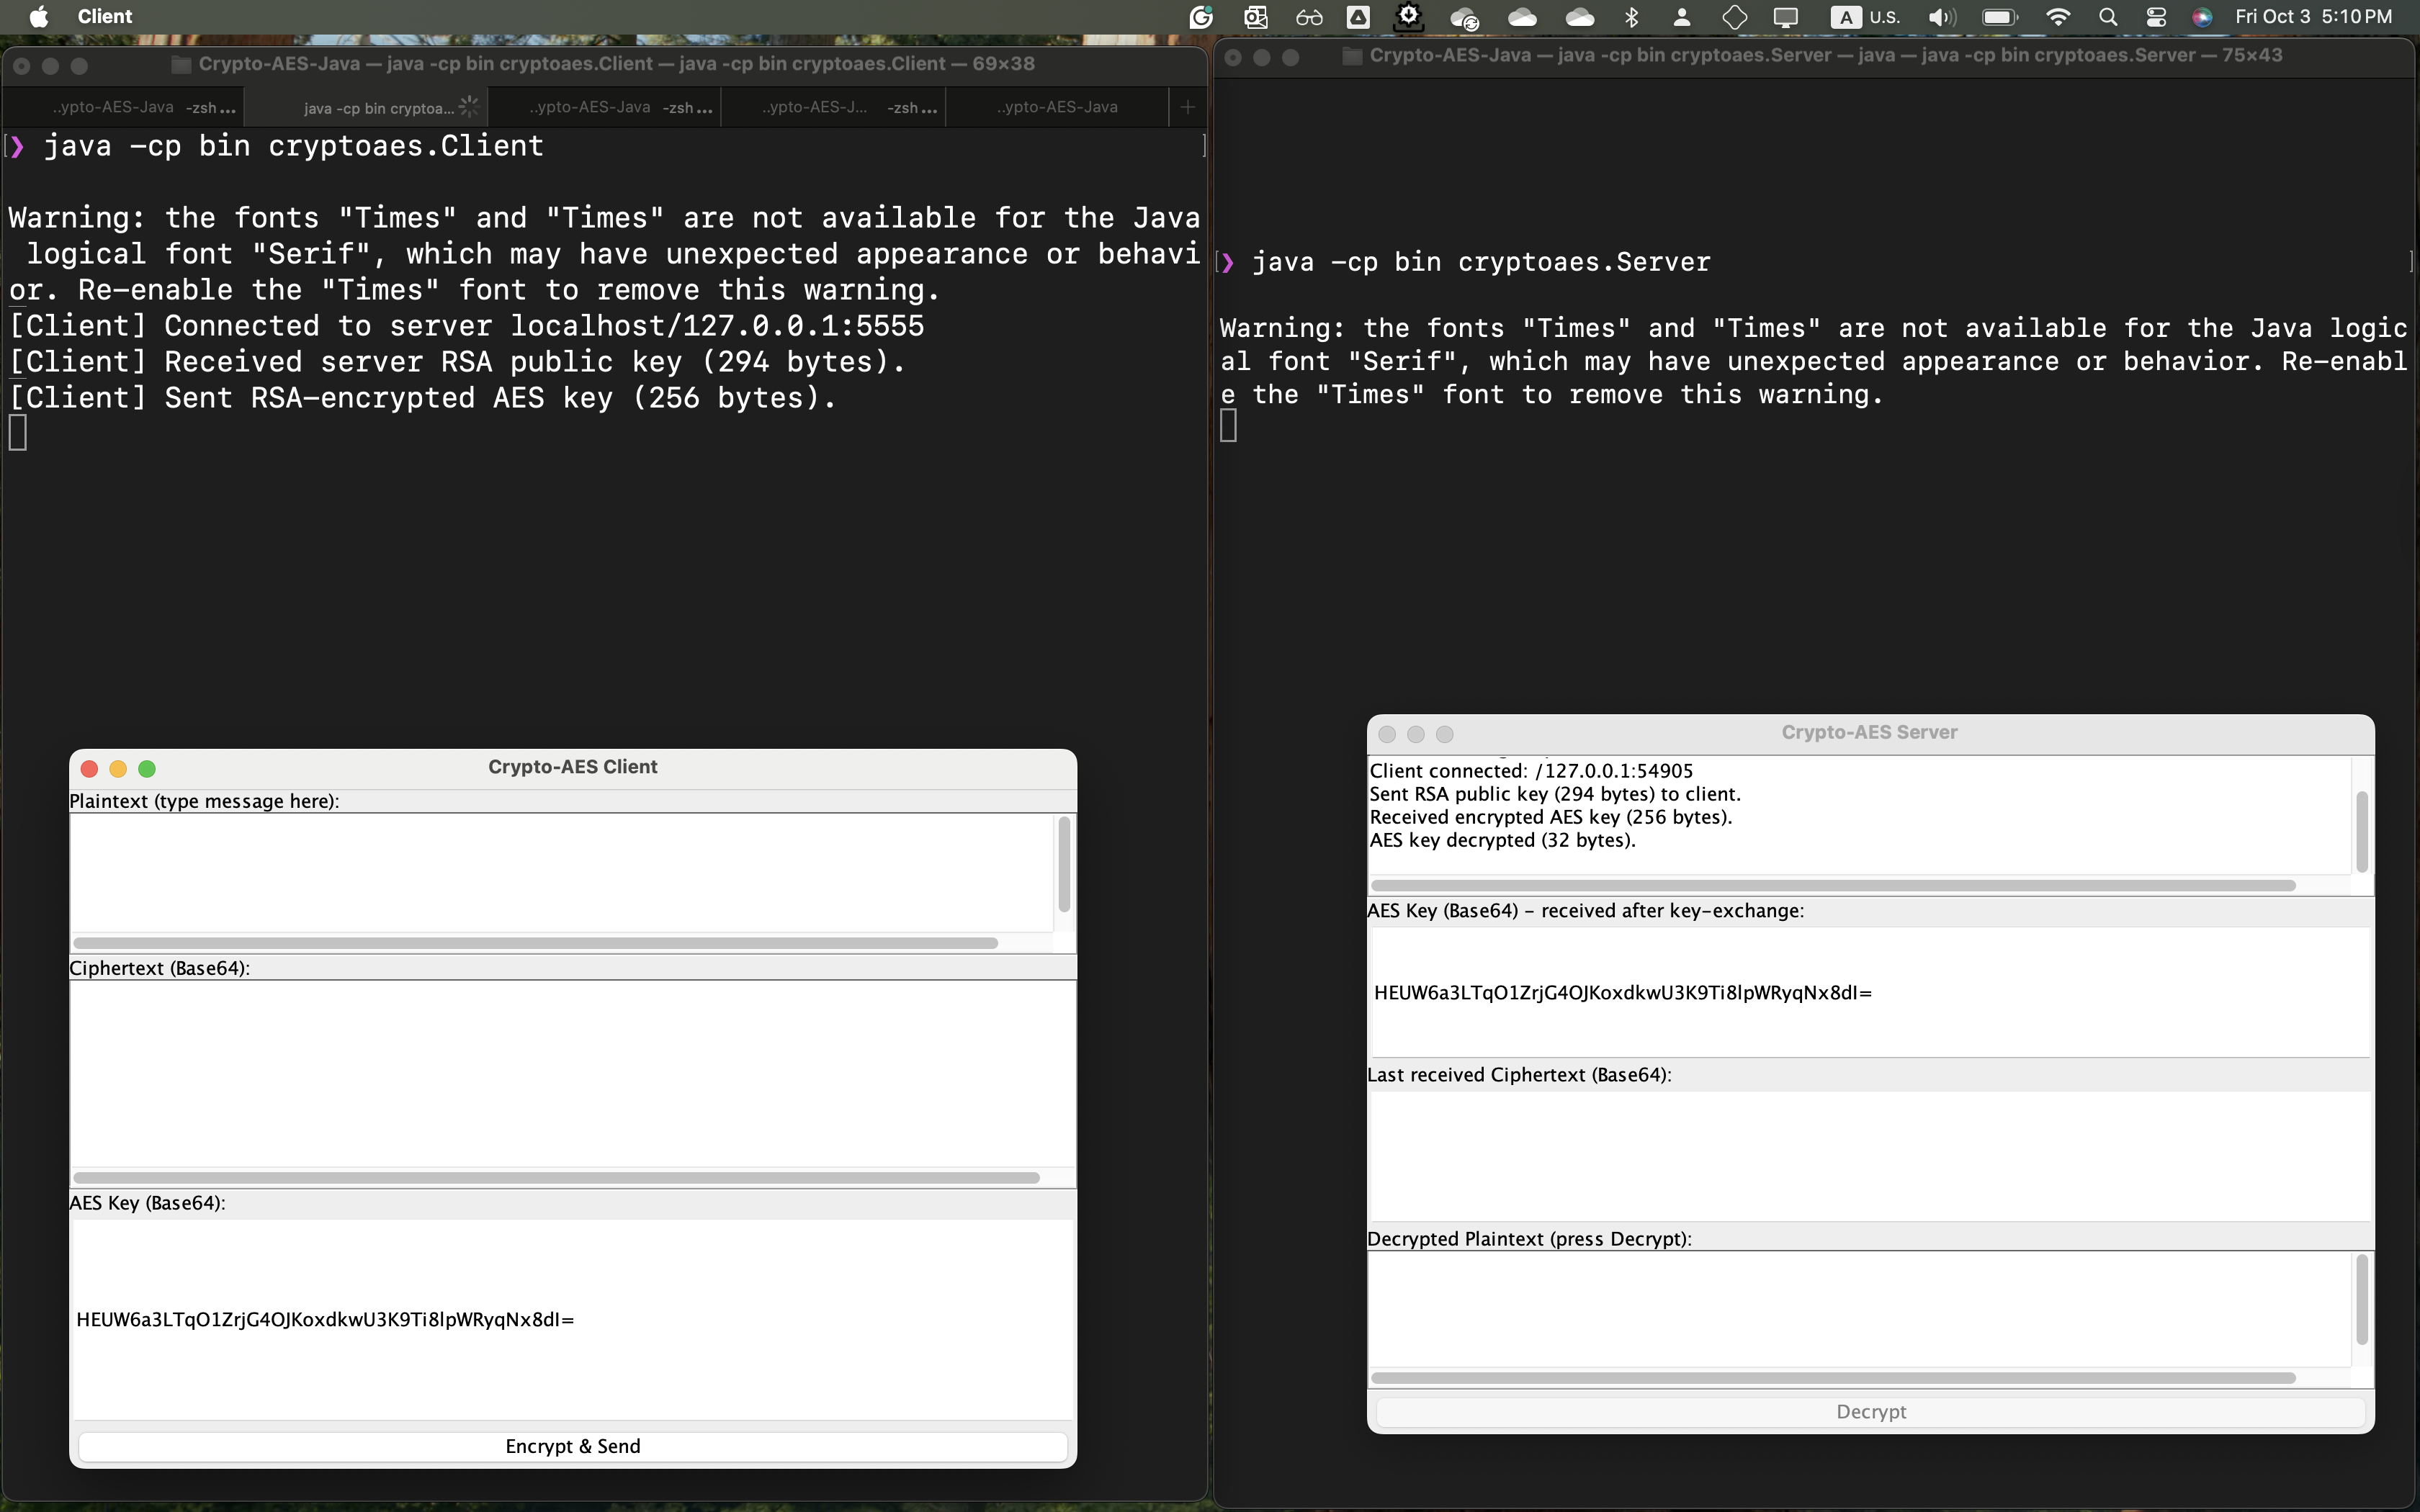 Client
A U.S.
Fri Oct 3 5:10 PM
Crypto-AES-Java — java -cp bin cryptoaes.Client — java -cp bin cryptoaes.Client — 69×38
..ypto-AES-Java -zsh ...
java -cp bin cryptoa...
..ypto-AES-Java -zsh ...
..ypto-AES-J... -zsh ...
..ypto-AES-Java
+
[❯ java -cp bin cryptoaes.Client ]
Warning: the fonts "Times" and "Times" are not available for the Java
logical font "Serif", which may have unexpected appearance or behavi
or. Re-enable the "Times" font to remove this warning.
[Client] Connected to server localhost/127.0.0.1:5555
[Client] Received server RSA public key (294 bytes).
[Client] Sent RSA-encrypted AES key (256 bytes).
Crypto-AES-Java — java -cp bin cryptoaes.Server — java — java -cp bin cryptoaes.Server — 75×43
[❯ java -cp bin cryptoaes.Server ]
Warning: the fonts "Times" and "Times" are not available for the Java logic
al font "Serif", which may have unexpected appearance or behavior. Re-enabl
e the "Times" font to remove this warning.
Crypto-AES Client
Plaintext (type message here):
Ciphertext (Base64):
AES Key (Base64):
HEUW6a3LTqO1ZrjG4OJKoxdkwU3K9Ti8lpWRyqNx8dI=
Encrypt & Send
Crypto-AES Server
Client connected: /127.0.0.1:54905
Sent RSA public key (294 bytes) to client.
Received encrypted AES key (256 bytes).
AES key decrypted (32 bytes).
AES Key (Base64) - received after key-exchange:
HEUW6a3LTqO1ZrjG4OJKoxdkwU3K9Ti8lpWRyqNx8dI=
Last received Ciphertext (Base64):
Decrypted Plaintext (press Decrypt):
Decrypt